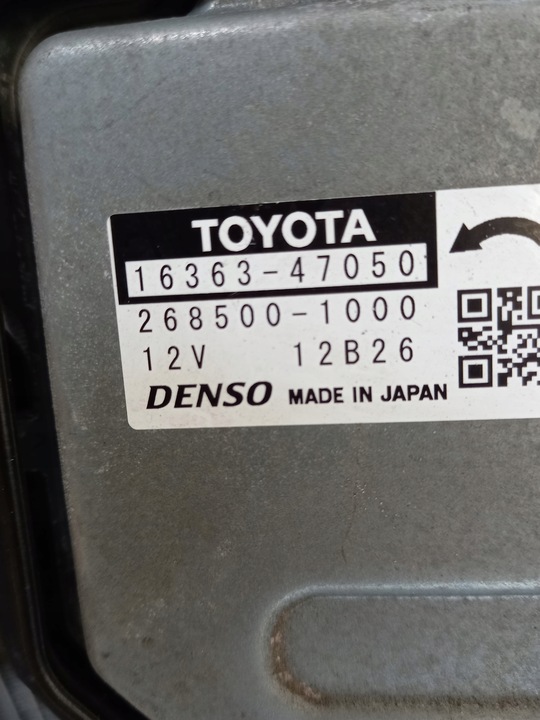 TOYOTA
16363-47050
268500-1000
12V 12B26
DENSO MADE IN JAPAN